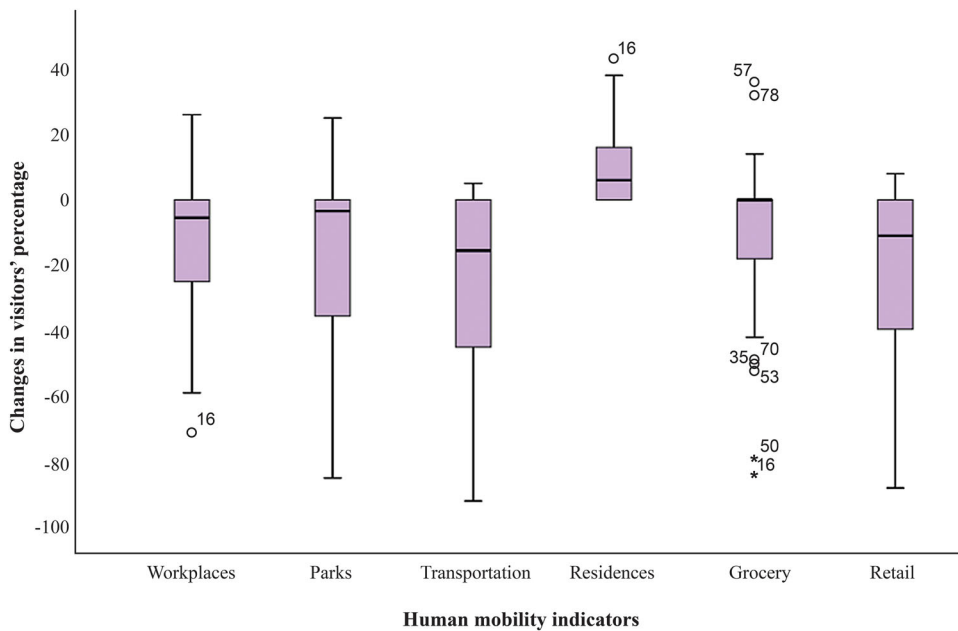 Changes in visitors’ percentage
40
20
0
-20
-40
-60
-80
-100
16
16
57
78
35
70
53
50
*
16
*
Workplaces
Parks
Transportation
Residences
Grocery
Retail
Human mobility indicators